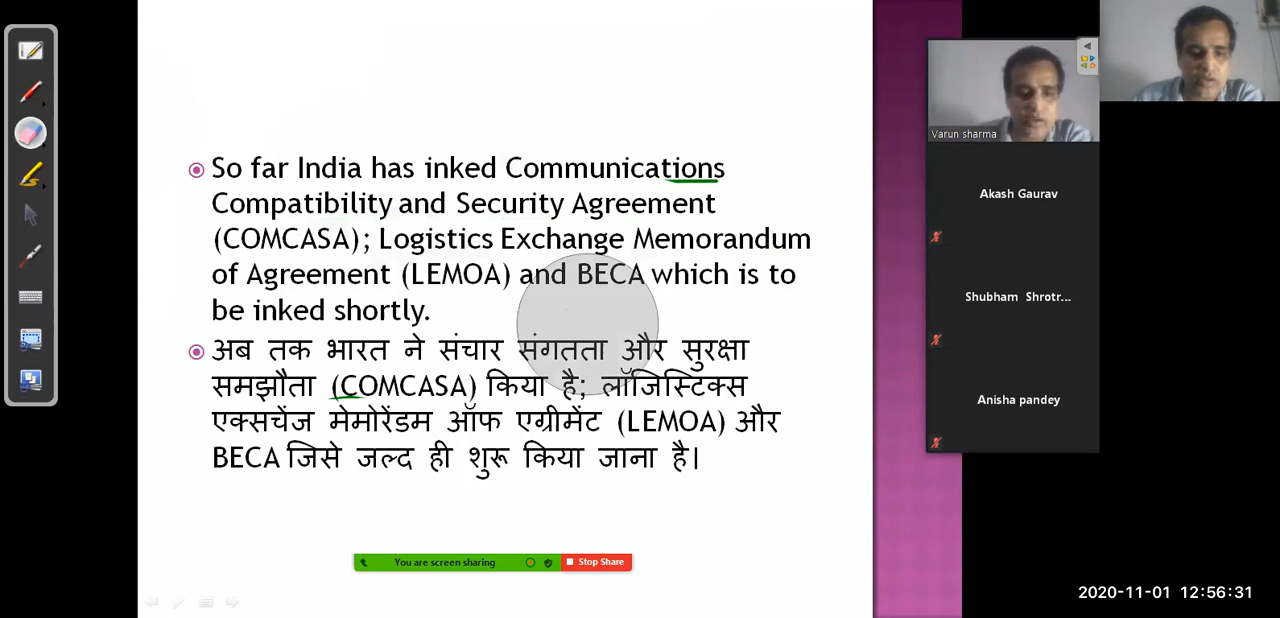 So far India has inked Communications
Compatibility and Security Agreement
(COMCASA); Logistics Exchange Memorandum
of Agreement (LEMOA) and BECA which is to
be inked shortly.
अब तक भारत ने संचार संगतता और सुरक्षा
समझौता (COMCASA) किया है; लॉजिस्टिक्स
एक्सचेंज मेमोरेंडम ऑफ एग्रीमेंट (LEMOA) और
BECA जिसे जल्द ही शुरू किया जाना है।
You are screen sharing
Stop Share
Varun sharma
Akash Gaurav
Shubham Shrotr...
Anisha pandey
2020-11-01 12:56:31